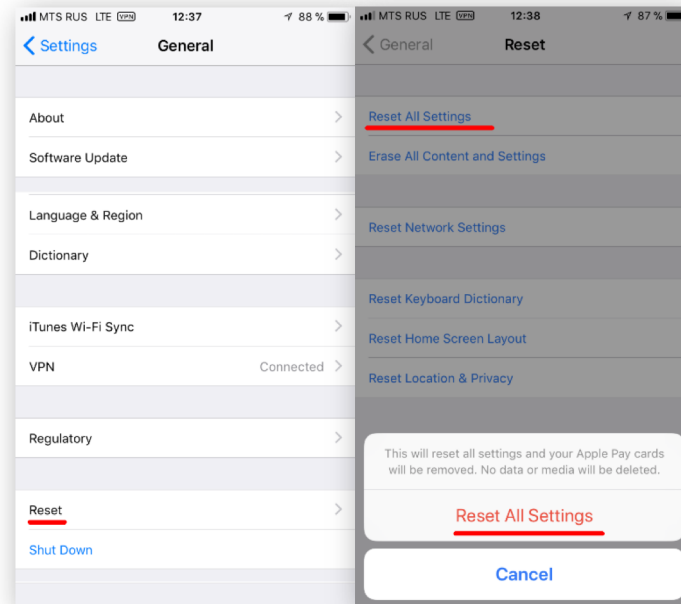 MTS RUS LTE VPN 12:37 88 %
Settings General
About
Software Update
Language & Region
Dictionary
iTunes Wi-Fi Sync
VPN Connected
Regulatory
Reset
Shut Down
MTS RUS LTE VPN 12:38 87 %
General Reset
Reset All Settings
Erase All Content and Settings
Reset Network Settings
Reset Keyboard Dictionary
Reset Home Screen Layout
Reset Location & Privacy
This will reset all settings and your Apple Pay cards
will be removed. No data or media will be deleted.
Reset All Settings
Cancel